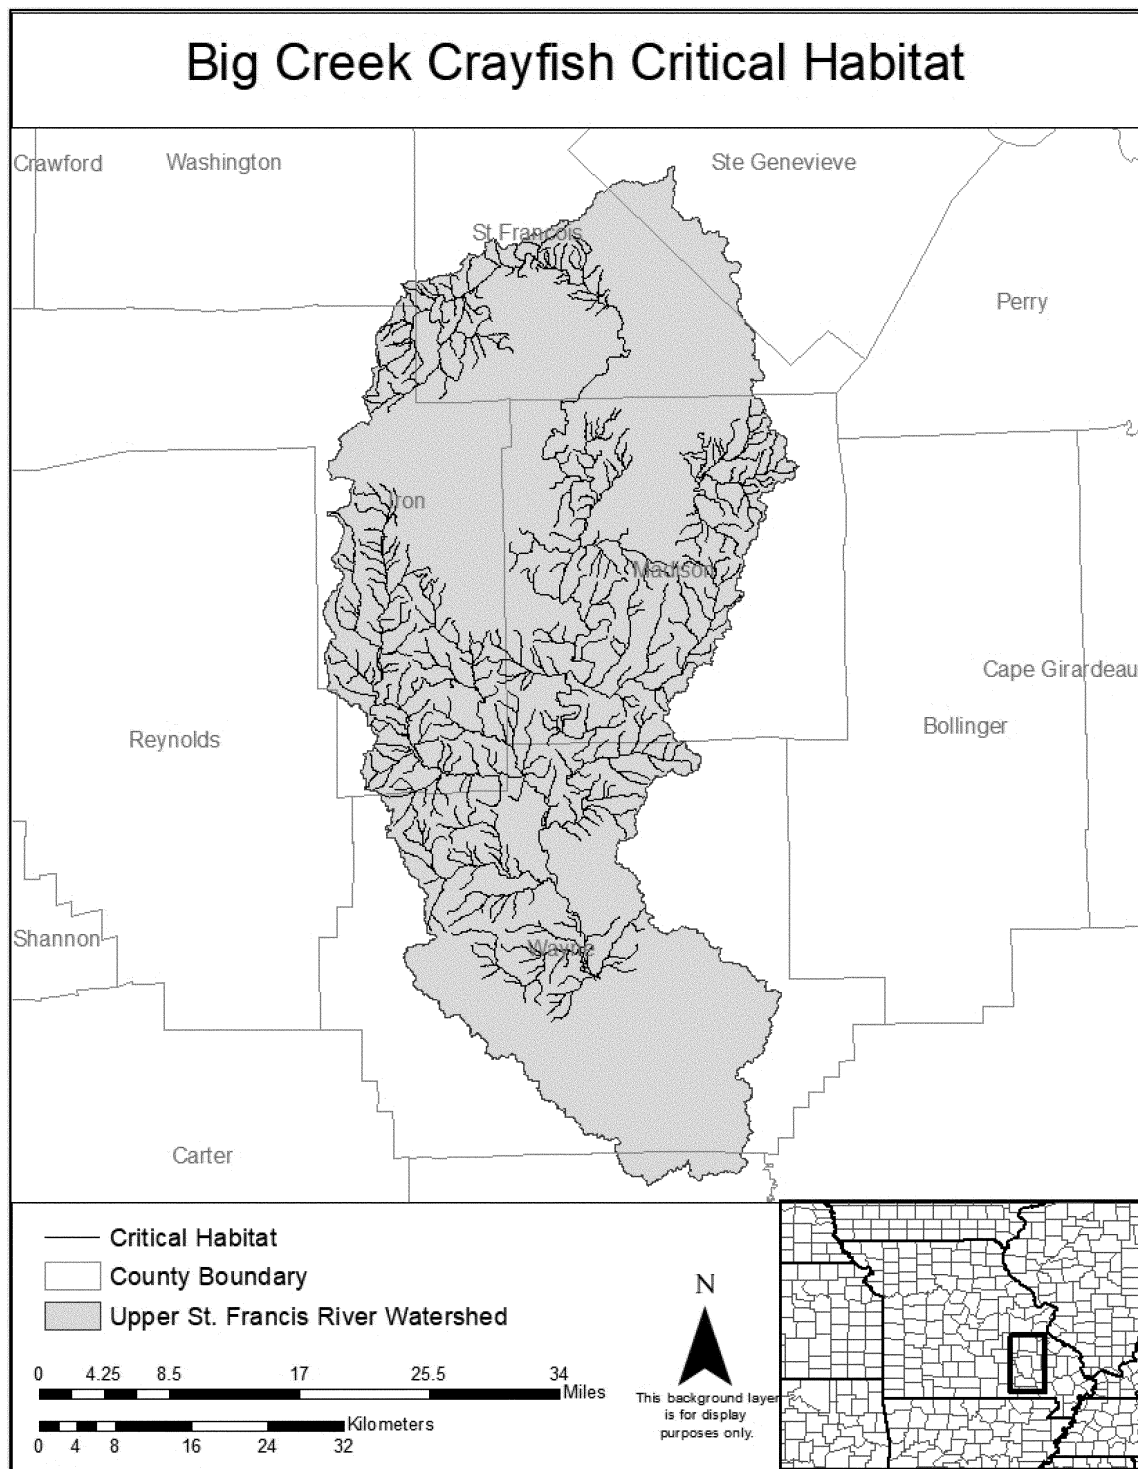 Big Creek Crayfish Critical Habitat
Crawford
Washington
Ste Genevieve
St Francois
Perry
Iron
Madison
Cape Girardeau
Reynolds
Bollinger
Shannon
Wayne
Carter
Critical Habitat
County Boundary
Upper St. Francis River Watershed
0 4.25 8.5 17 25.5 34
Miles
Kilometers
0 4 8 16 24 32
N
This background layer
is for display
purposes only.